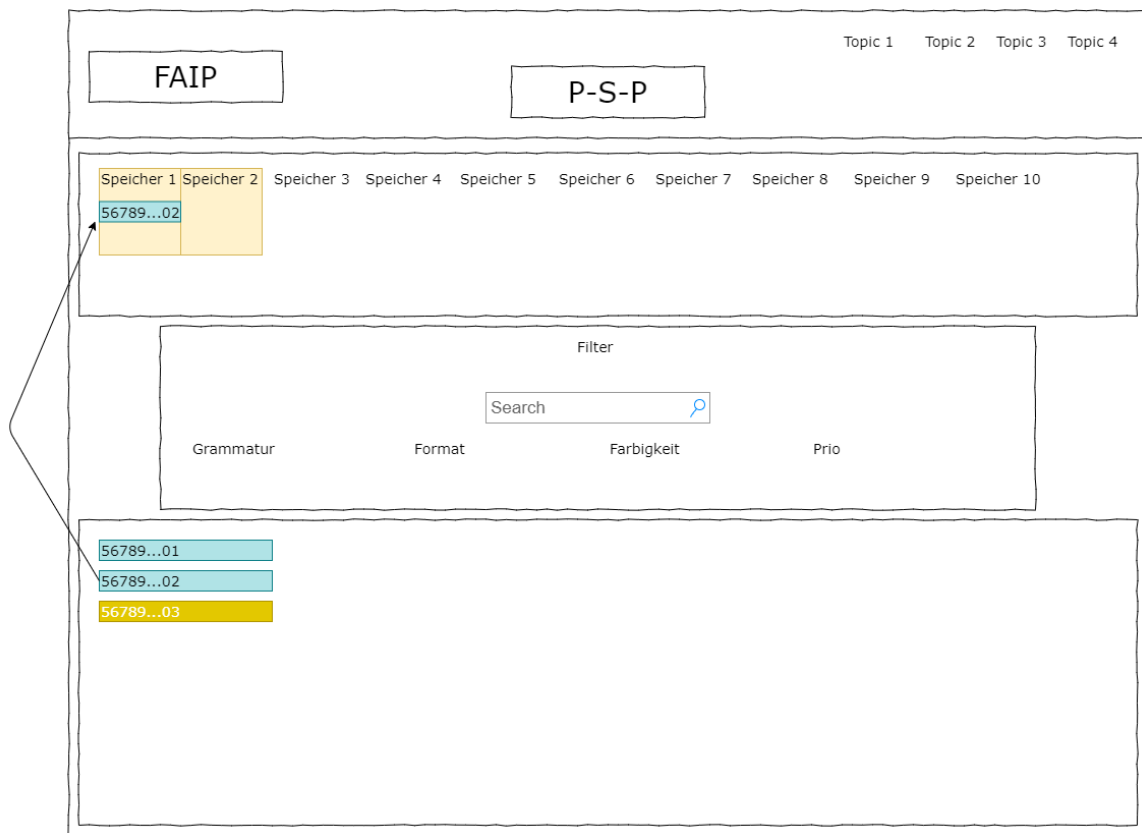 Topic 1 Topic 2 Topic 3 Topic 4
FAIP
P-S-P
Speicher 1 Speicher 2 Speicher 3 Speicher 4 Speicher 5 Speicher 6 Speicher 7 Speicher 8 Speicher 9 Speicher 10
56789...02
Filter
Search
Grammatur Format Farbigkeit Prio
56789...01
56789...02
56789...03